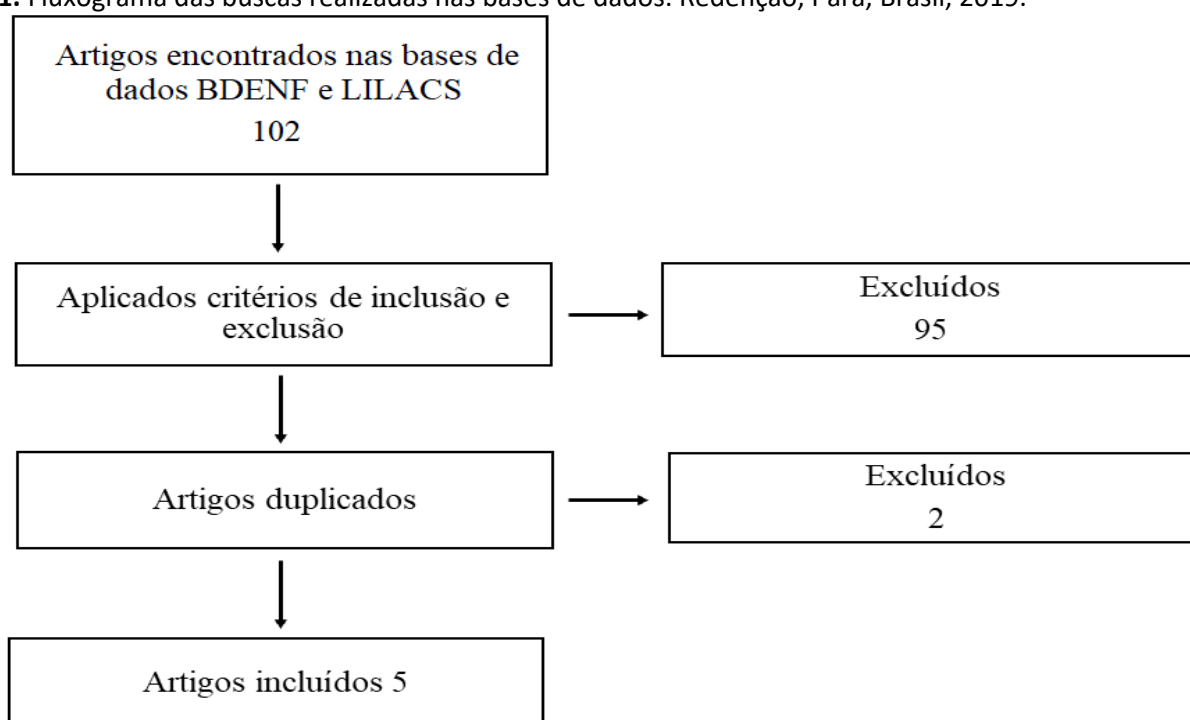 1. Fluxograma das buscas realizadas nas bases de dados. Redenção, Pará, Brasil, 2019.
Artigos encontrados nas bases de
dados BDENF e LILACS
102
Aplicados critérios de inclusão e
exclusão
Excluídos
95
Artigos duplicados
Excluídos
2
Artigos incluídos 5